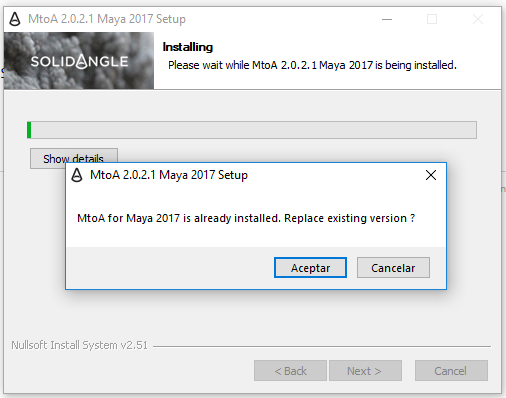 MtoA 2.0.2.1 Maya 2017 Setup
SOLIDANGLE
Installing
Please wait while MtoA 2.0.2.1 Maya 2017 is being installed.
Show details
MtoA 2.0.2.1 Maya 2017 Setup
MtoA for Maya 2017 is already installed. Replace existing version ?
Aceptar
Cancelar
Nullsoft Install System v2.51
< Back
Next >
Cancel